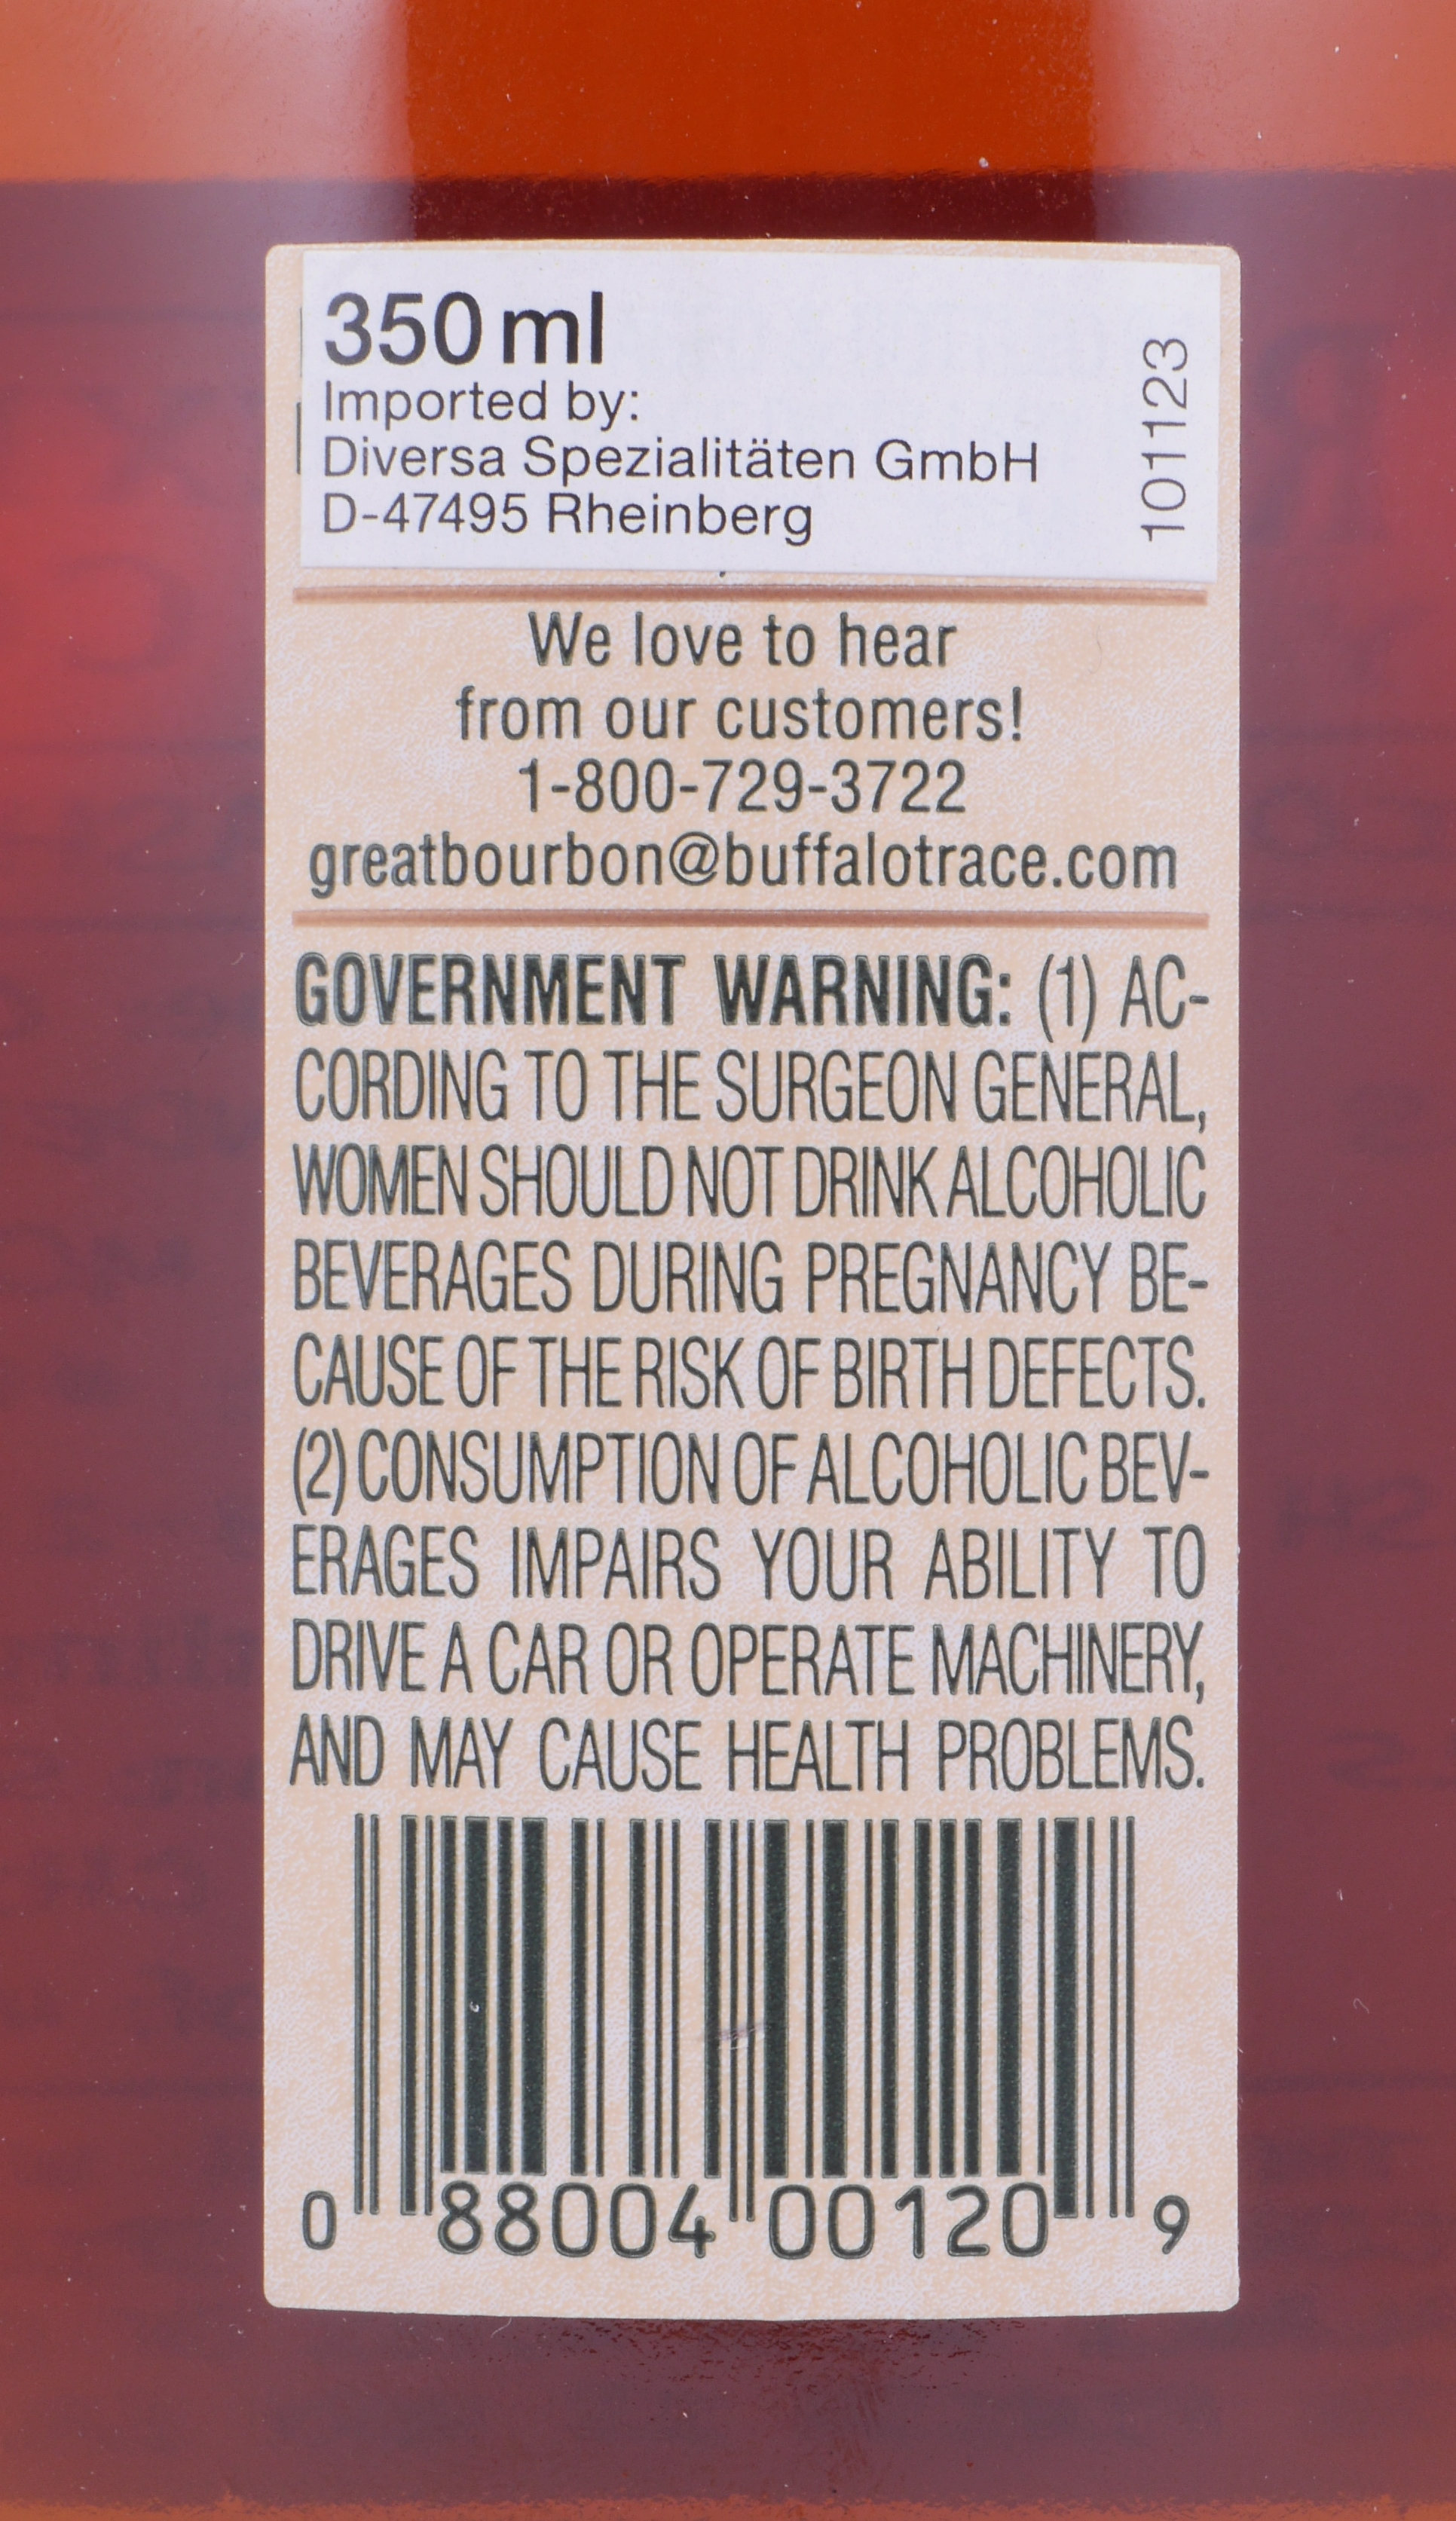 350 ml
Imported by:
Diversa Spezialitäten GmbH
D-47495 Rheinberg
101123
We love to hear
from our customers!
1-800-729-3722
greatbourbon@buffalotrace.com
GOVERNMENT WARNING: (1) AC-
CORDING TO THE SURGEON GENERAL,
WOMEN SHOULD NOT DRINK ALCOHOLIC
BEVERAGES DURING PREGNANCY BE-
CAUSE OF THE RISK OF BIRTH DEFECTS.
(2) CONSUMPTION OF ALCOHOLIC BEV-
ERAGES IMPAIRS YOUR ABILITY TO
DRIVE A CAR OR OPERATE MACHINERY,
AND MAY CAUSE HEALTH PROBLEMS.
0 88004 00120 9